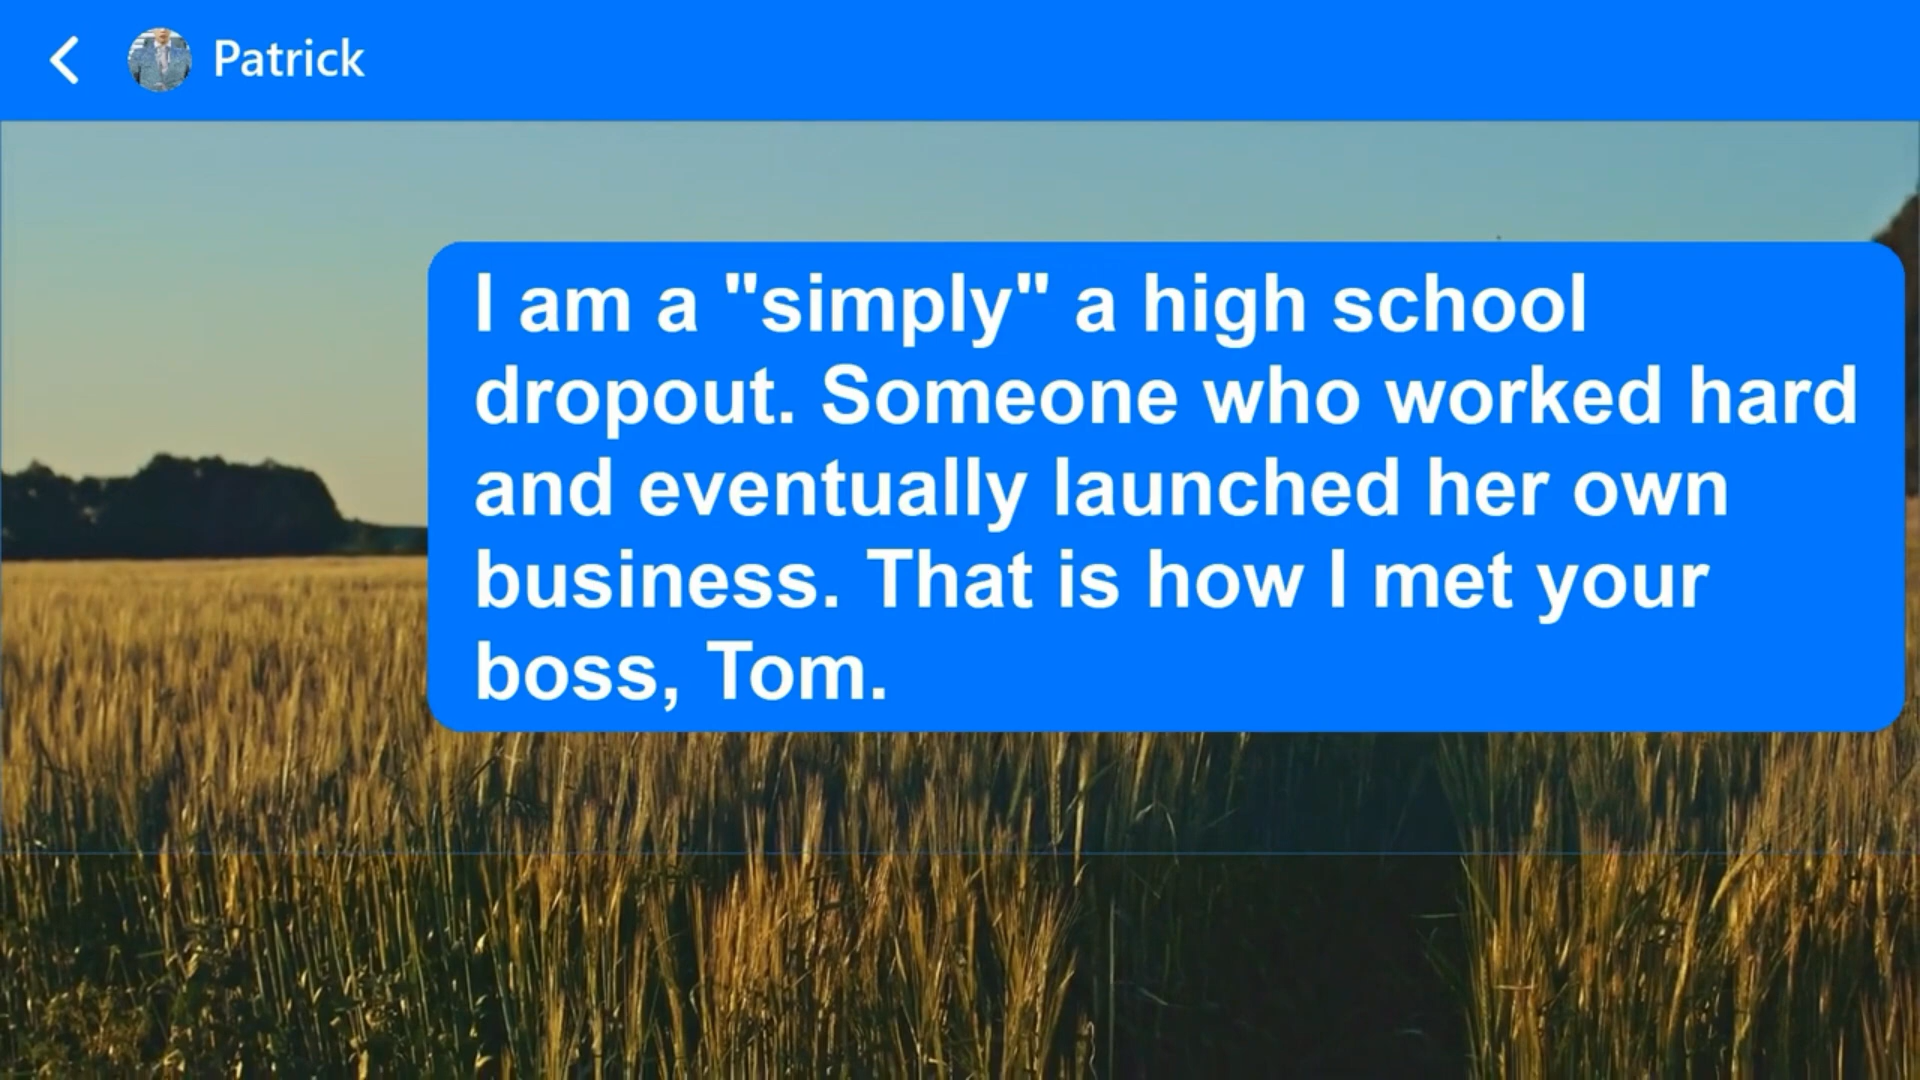 Patrick
I am a "simply" a high school
dropout. Someone who worked hard
and eventually launched her own
business. That is how I met your
boss, Tom.